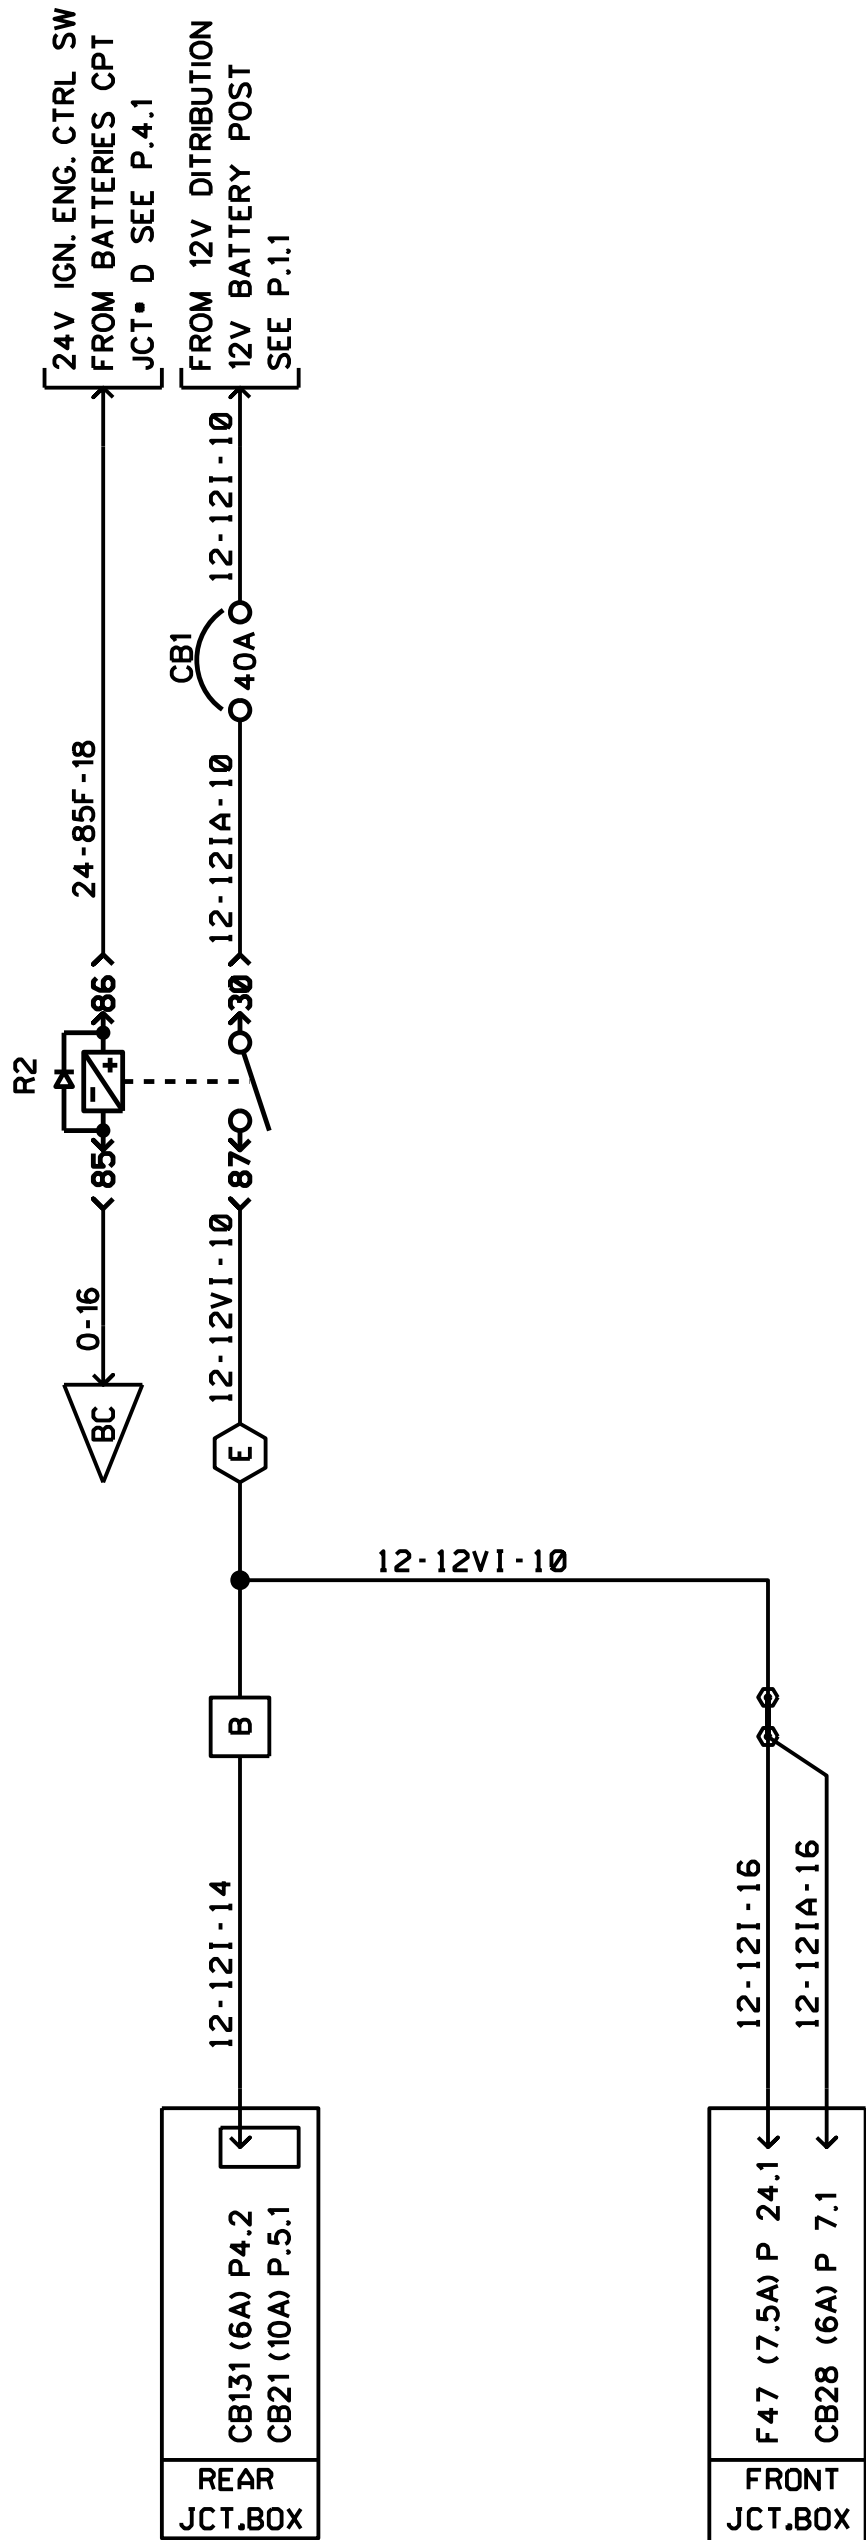 24V IGN. ENG. CTRL SW
FROM BATTERIES CPT
JCT• D SEE P.4.1
FROM 12V DITRIBUTION
12V BATTERY POST
SEE P.1.1
12-12I-10
CB1
40A
24-85F-18
12-12IA-10
R2
86
30
- +
85
87
0-16
12-12VI-10
BC
E
12-12VI-10
B
12-12I-14
12-12I-16
12-12IA-16
CB131 (6A) P4.2
CB21 (10A) P.5.1
REAR
JCT.BOX
F47 (7.5A) P 24.1
CB28 (6A) P 7.1
FRONT
JCT.BOX